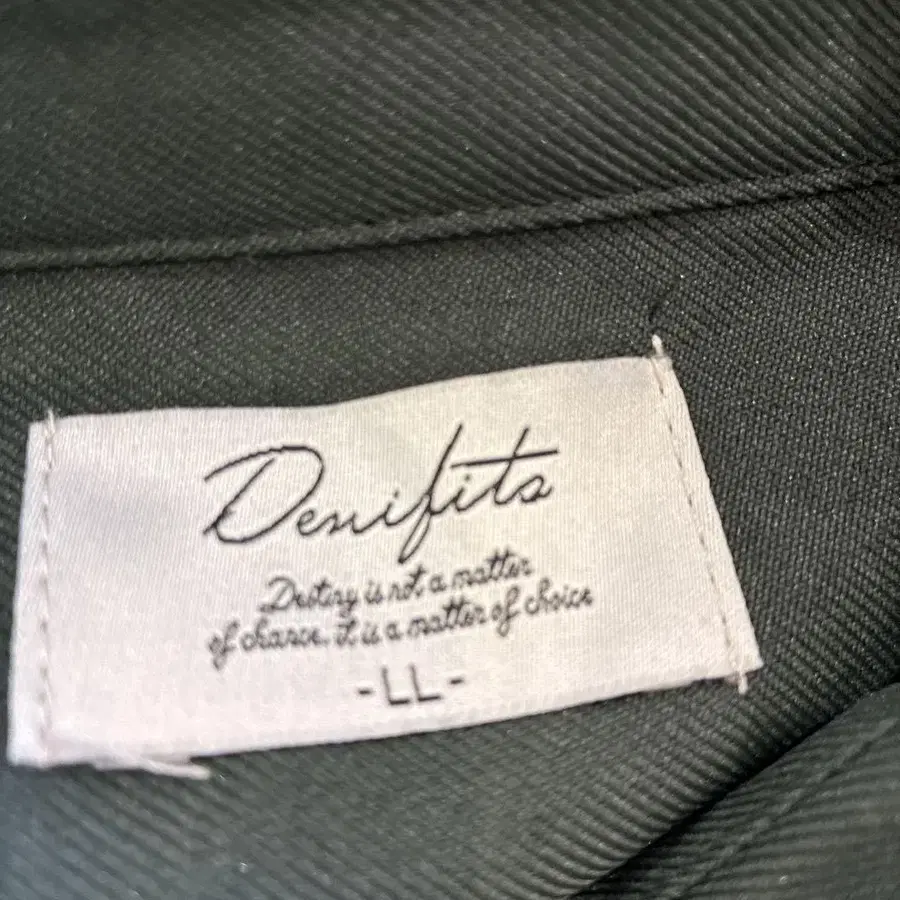 Denifits
Destiny is not a matter
of chance. it is a matter of choice
-LL-